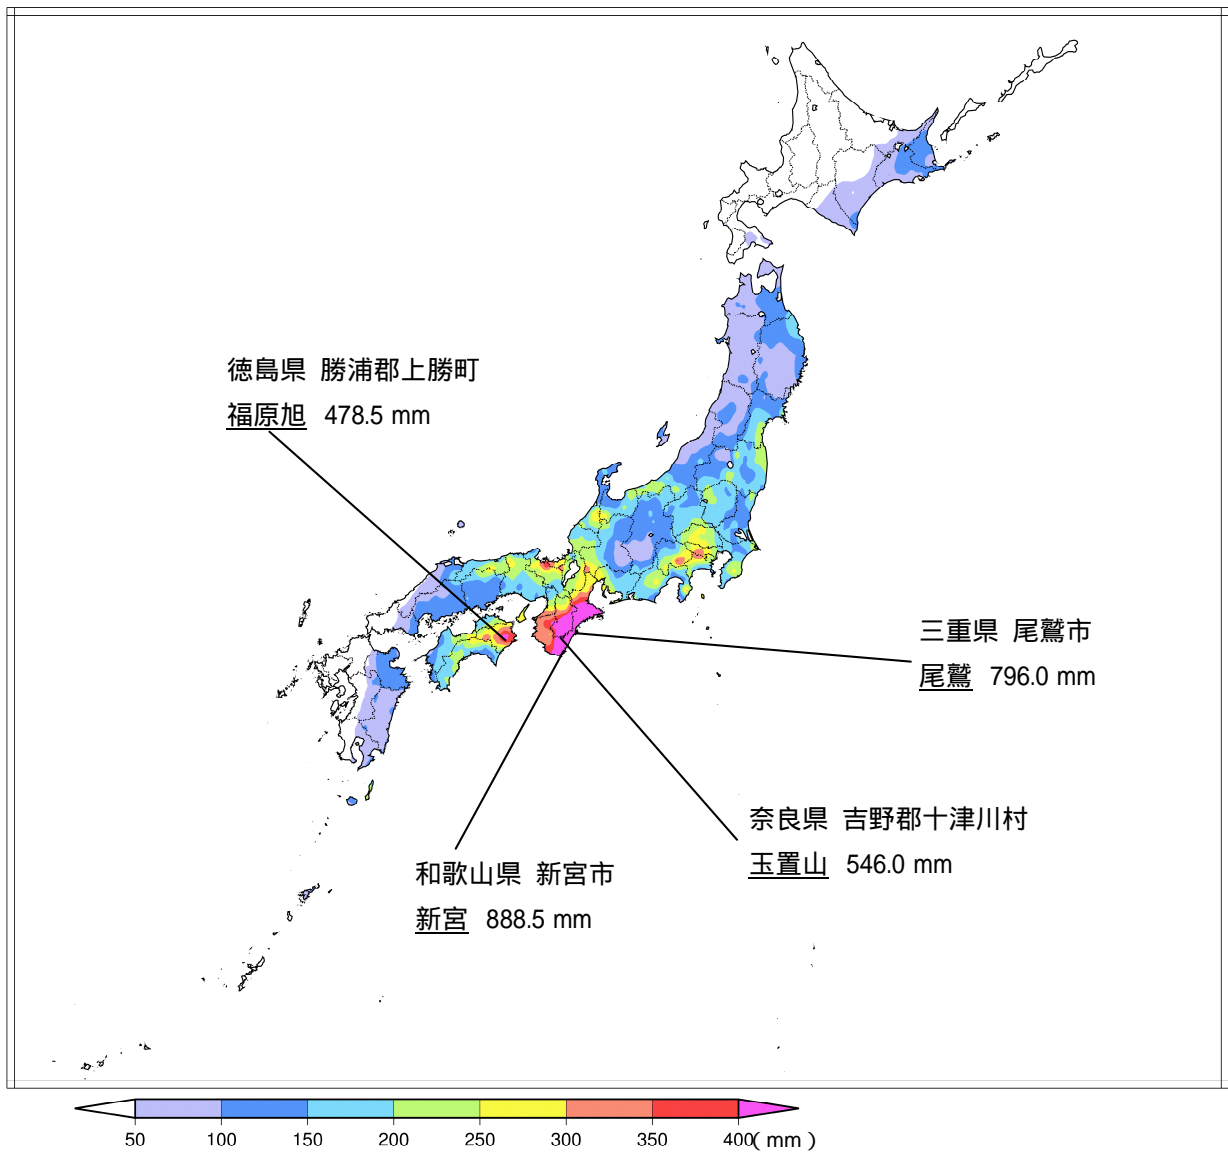 徳島県 勝浦郡上勝町
福原旭 478.5 mm
三重県 尾鷲市
尾鷲 796.0 mm
奈良県 吉野郡十津川村
玉置山 546.0 mm
和歌山県 新宮市
新宮 888.5 mm
50 100 150 200 250 300 350 400 ( mm )